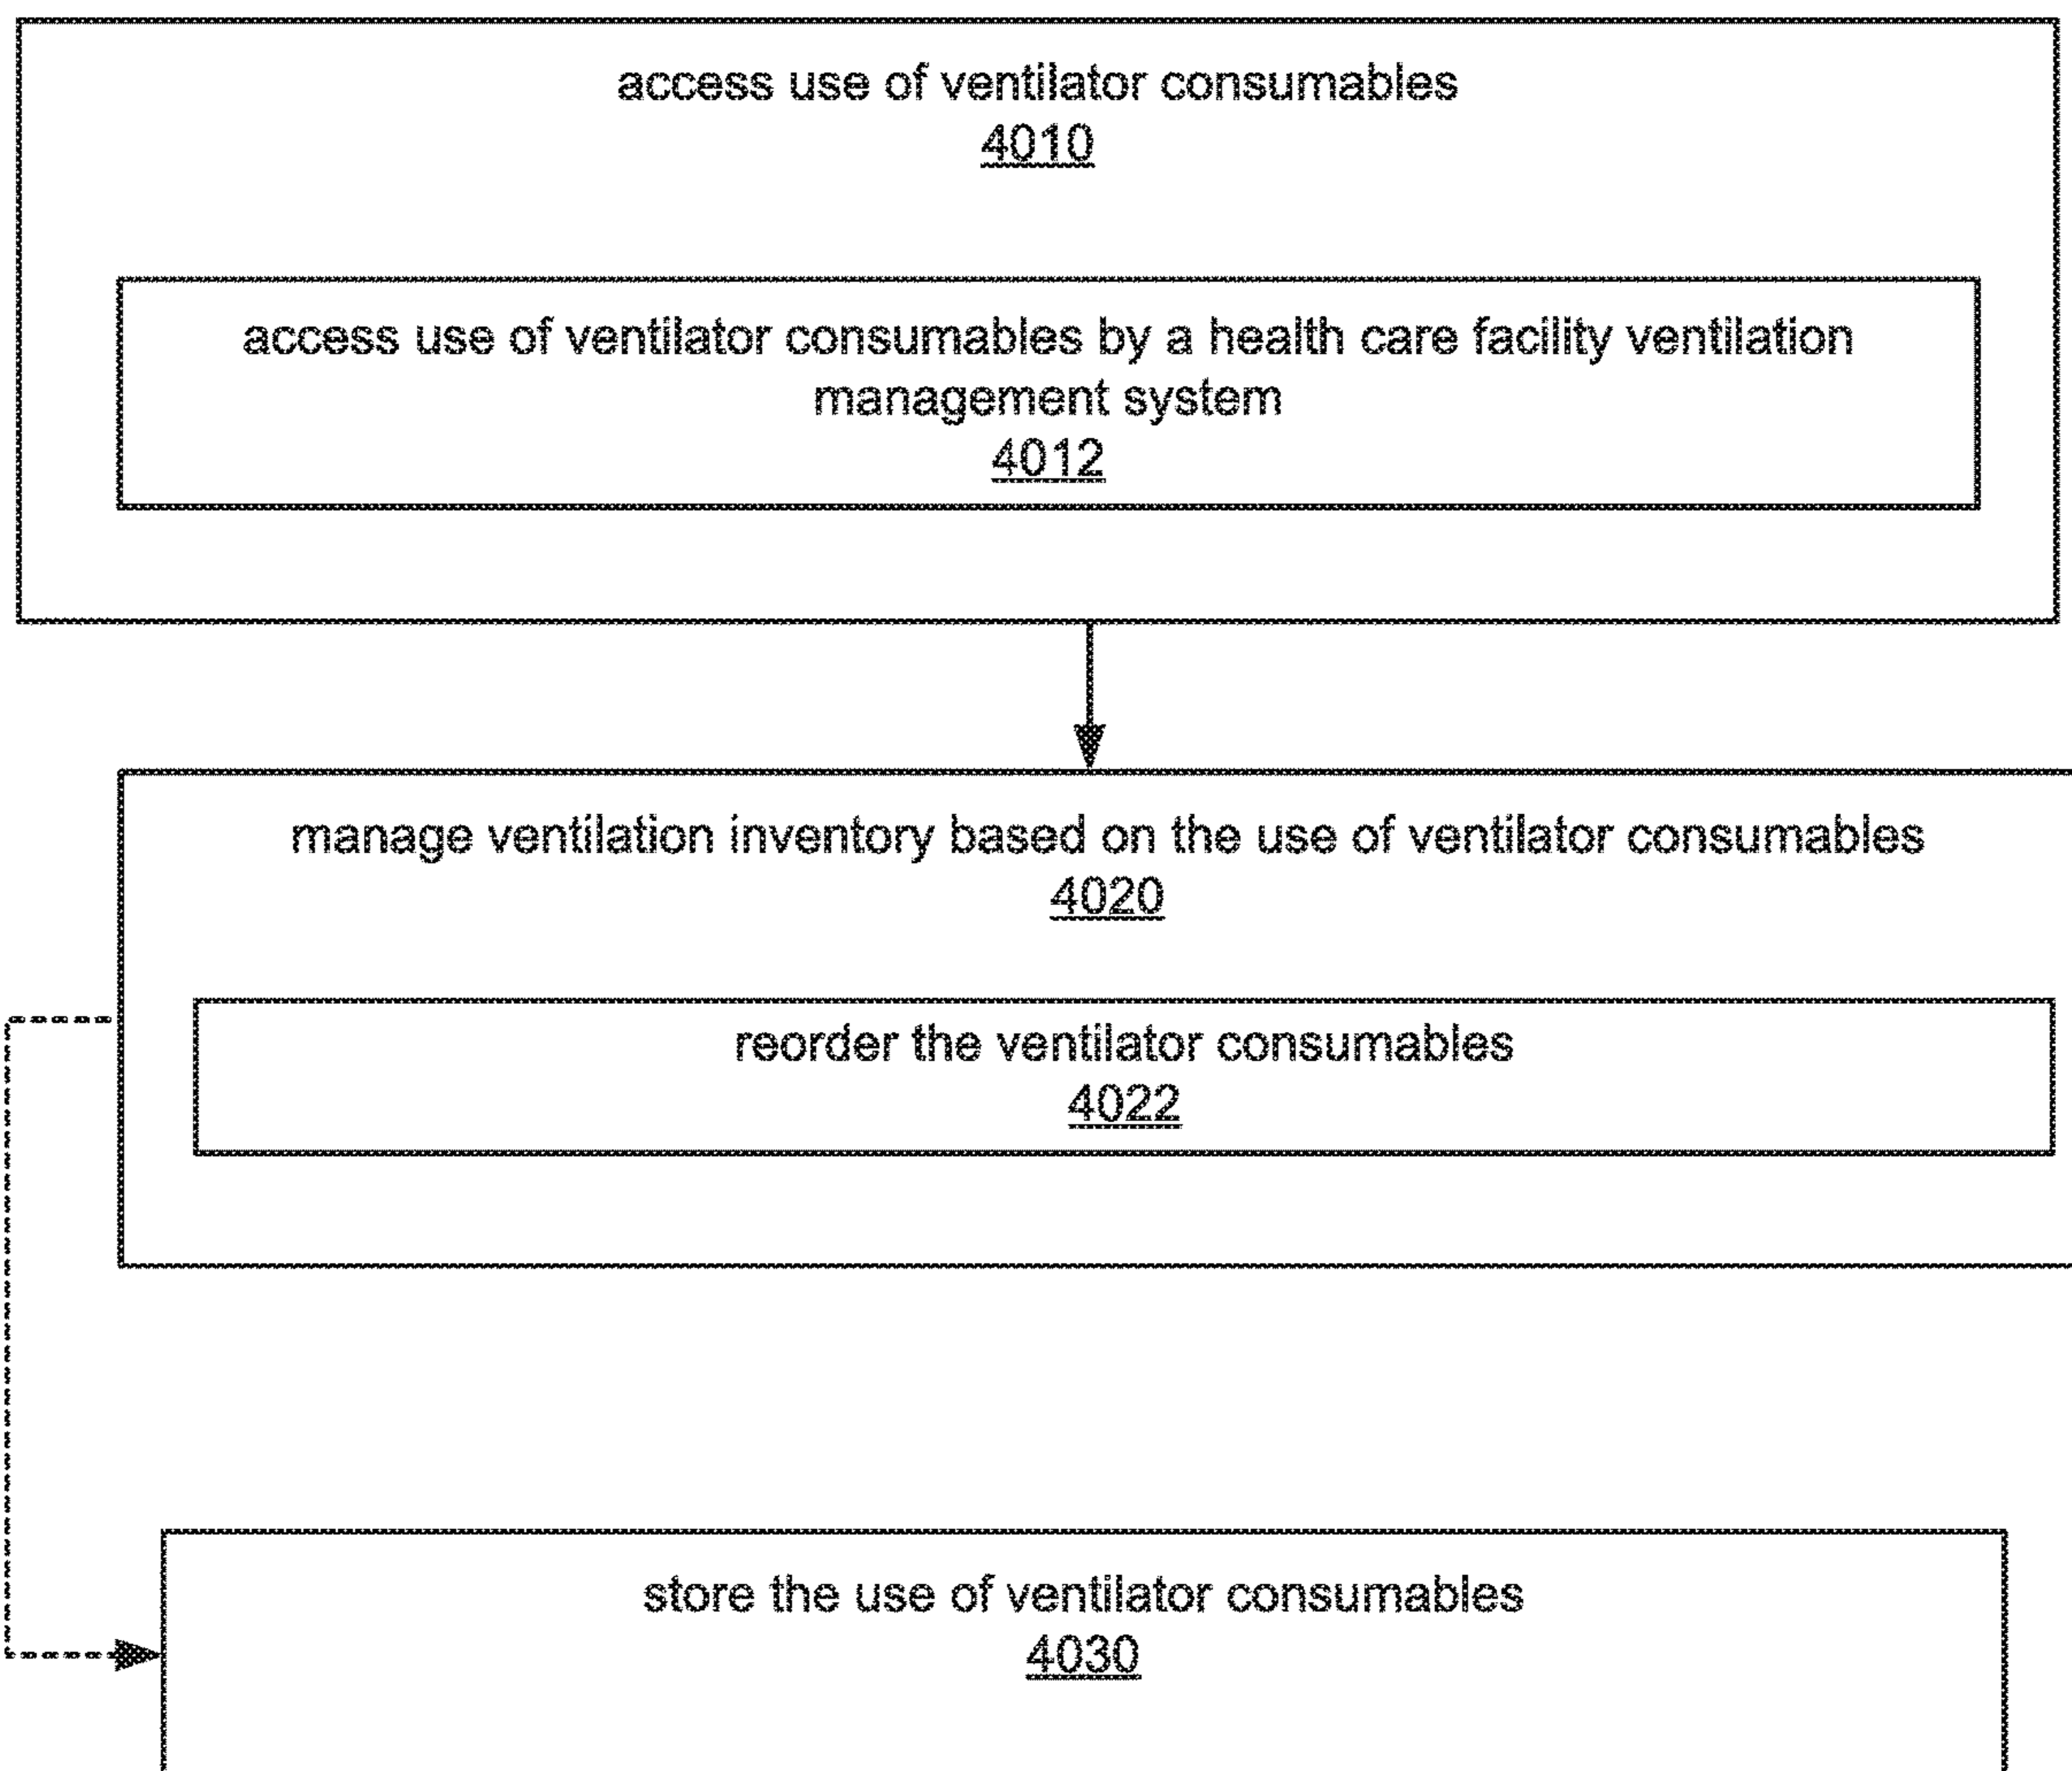 access use of ventilator consumables
4010
access use of ventilator consumables by a health care facility ventilation
management system
4012
manage ventilation inventory based on the use of ventilator consumables
4020
reorder the ventilator consumables
4022
store the use of ventilator consumables
4030